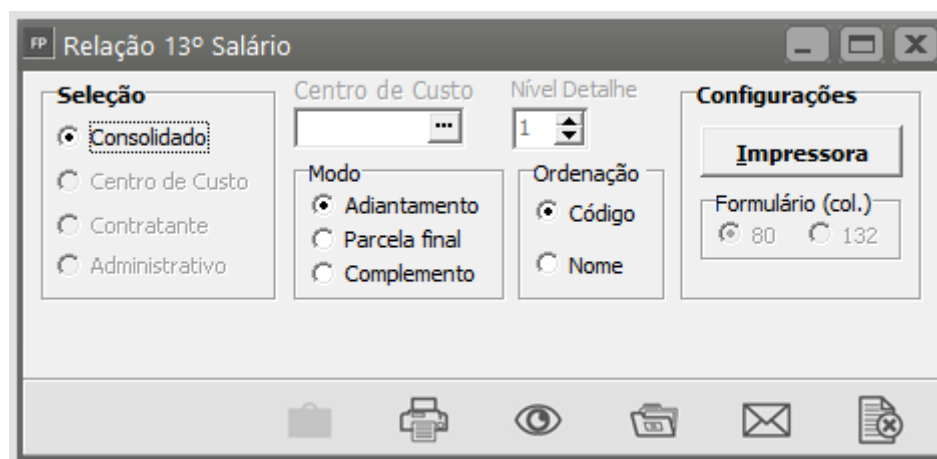 FP Relação 13º Salário
Seleção
Consolidado
Centro de Custo
Contratante
Administrativo
Centro de Custo
...
Nível Detalhe
1
Modo
Adiantamento
Parcela final
Complemento
Ordenação
Código
Nome
Configurações
Impressora
Formulário (col.)
80 132